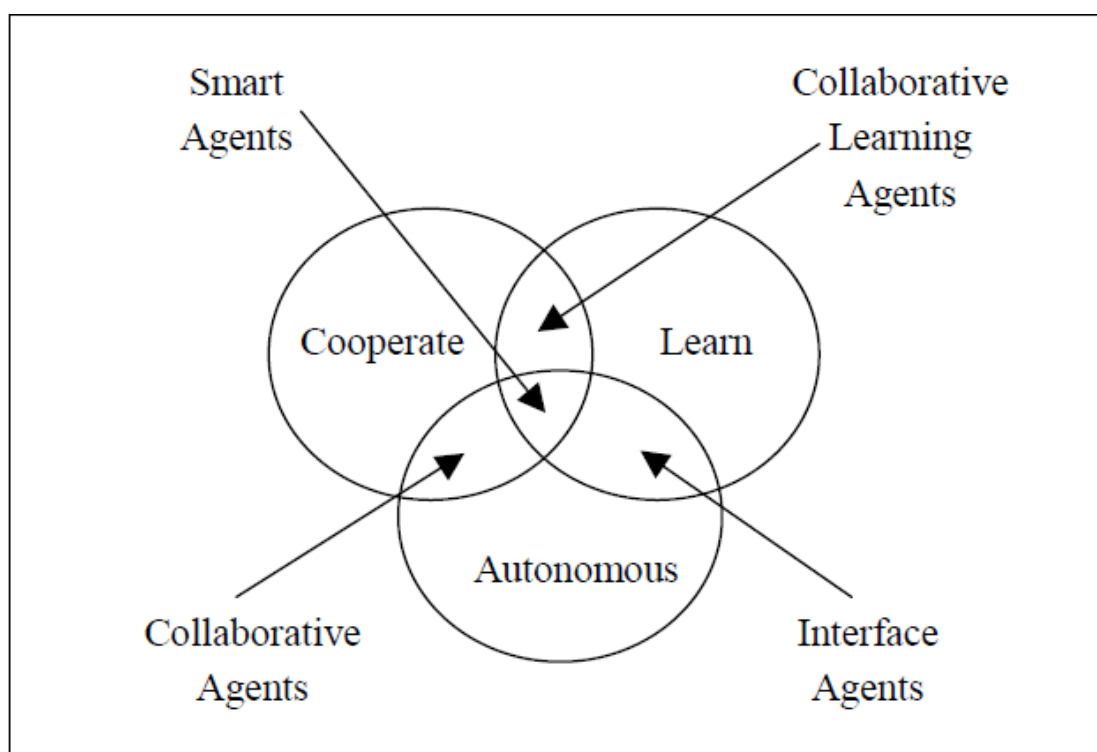 Smart
Agents
Collaborative
Learning
Agents
Cooperate
Learn
Autonomous
Collaborative
Agents
Interface
Agents